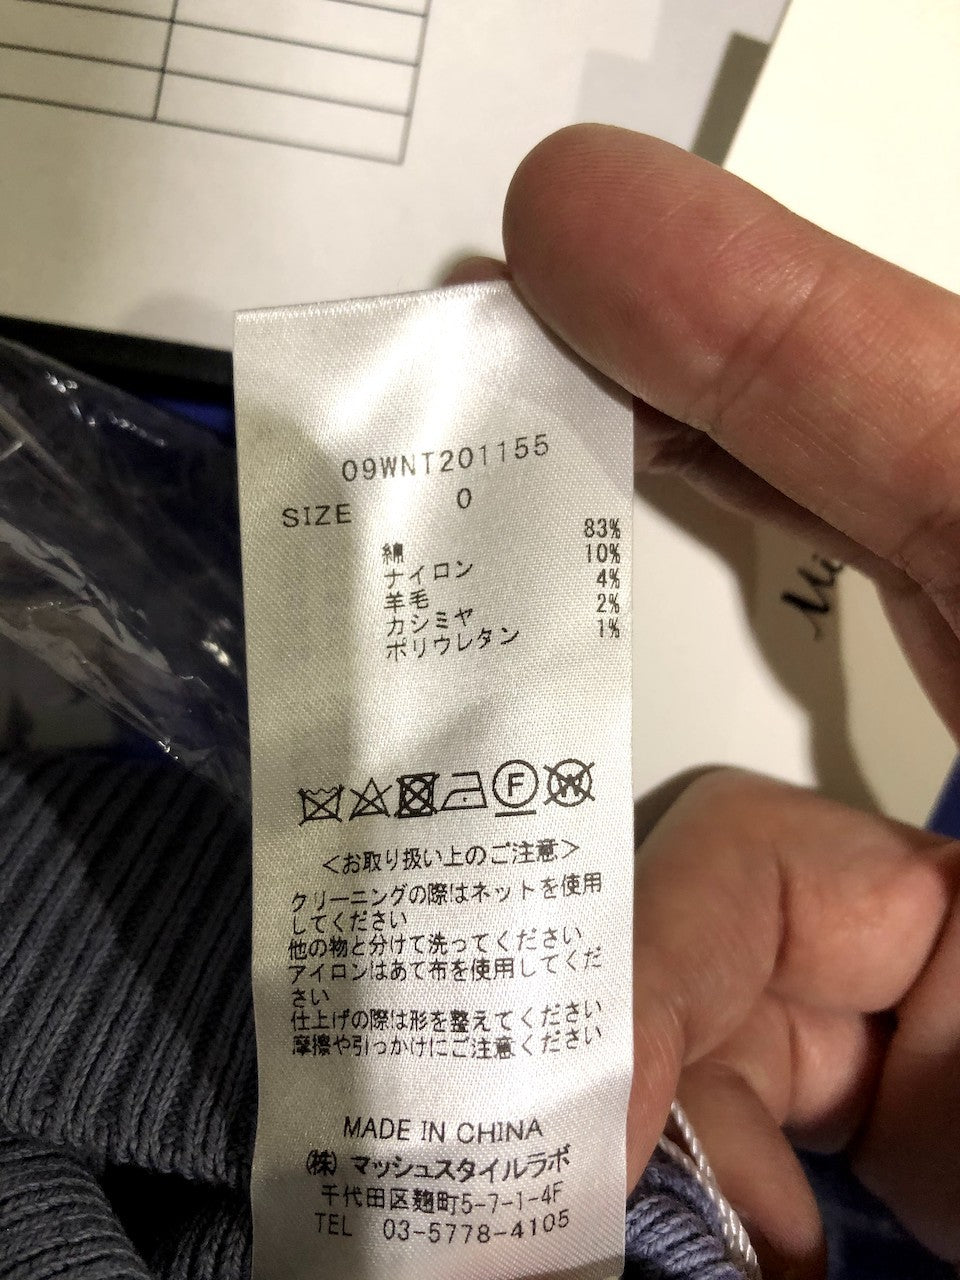 09WNT201155
SIZE 0
綿 83%
ナイロン 10%
羊毛 4%
カシミヤ 2%
ポリウレタン 1%
F
W
<お取り扱い上のご注意>
クリーニングの際はネットを使用
してください
他の物と分けて洗ってください
アイロンはあて布を使用してくだ
さい
仕上げの際は形を整えてください
摩擦や引っかけにご注意ください
MADE IN CHINA
(株) マッシュスタイルラボ
千代田区麹町5-7-1-4F
TEL 03-5778-4105